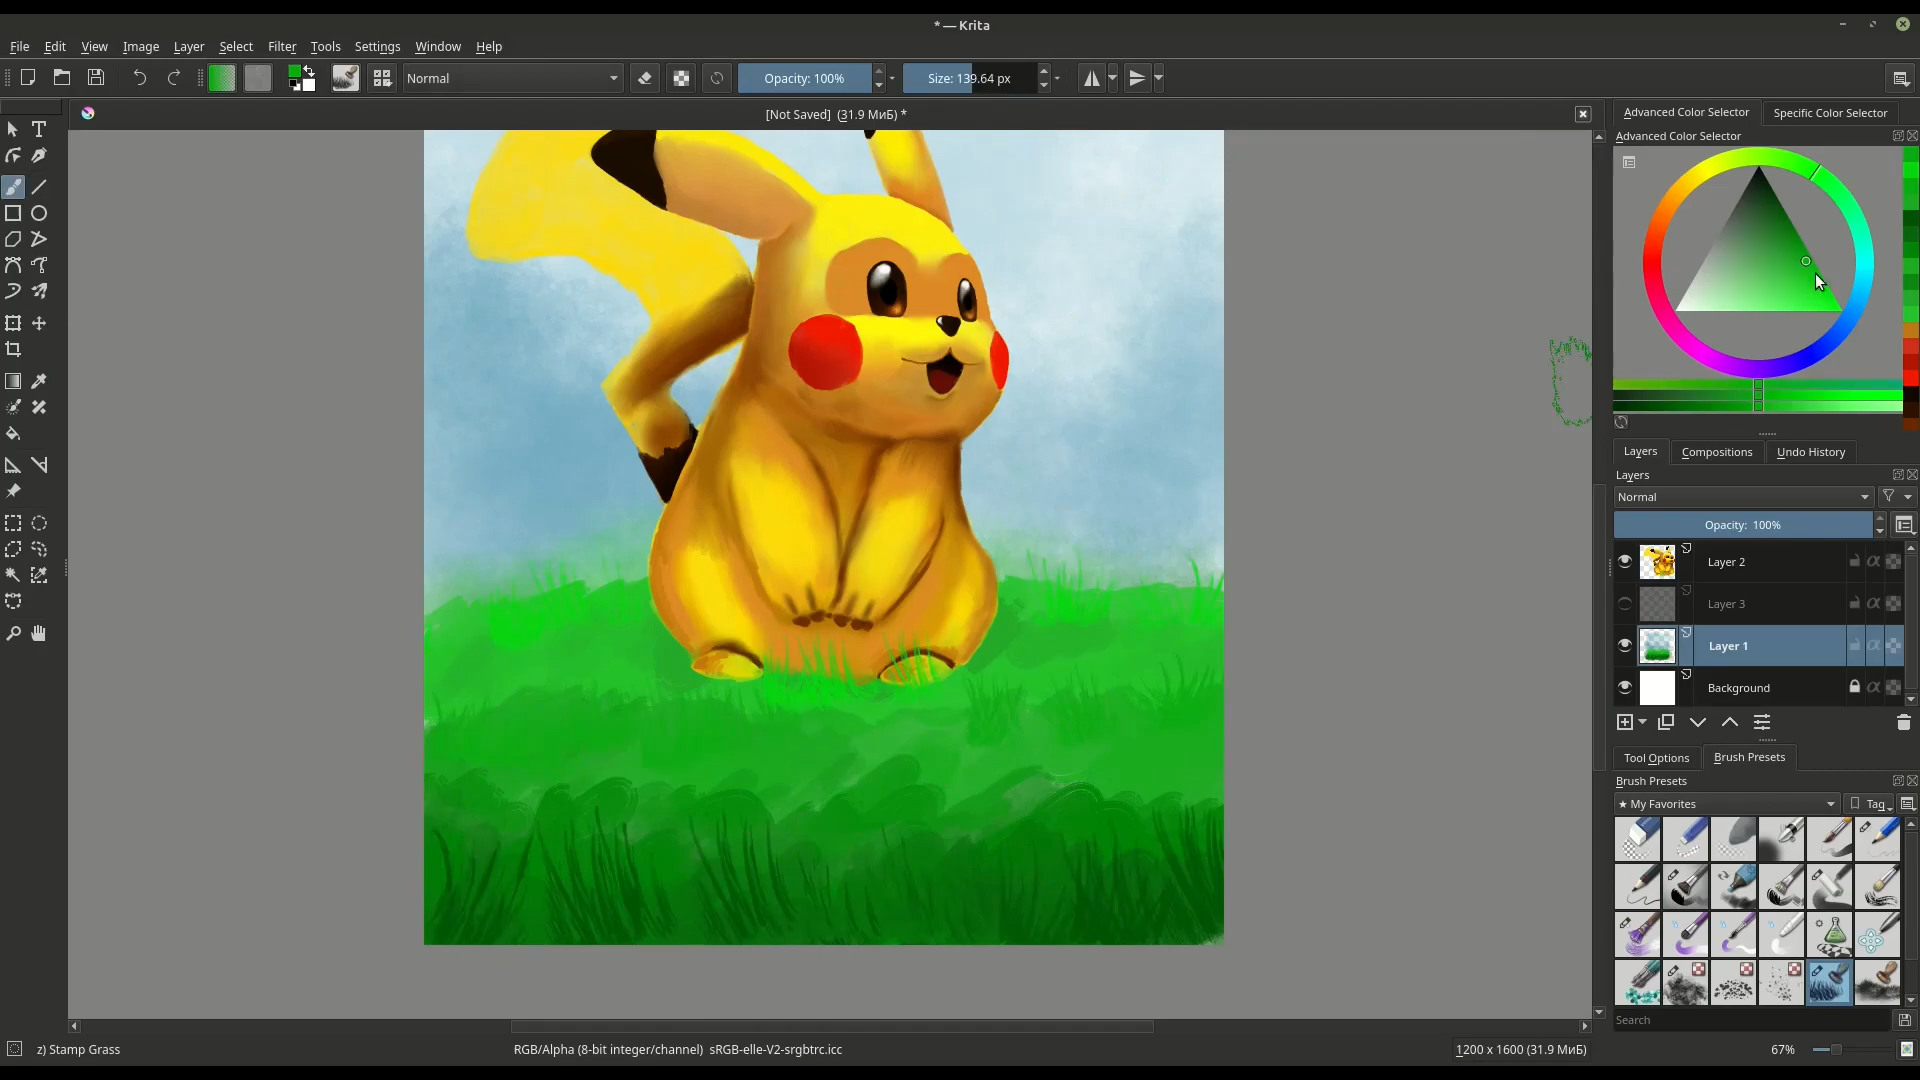 * — Krita
File Edit View Image Layer Select Filter Tools Settings Window Help
Normal Opacity: 100% Size: 139.64 px
[Not Saved] (31.9 МиБ) *
Advanced Color Selector Specific Color Selector
Advanced Color Selector
Layers Compositions Undo History
Layers
Normal
Opacity: 100%
Layer 2
Layer 3
Layer 1
Background
Tool Options Brush Presets
Brush Presets
★ My Favorites Tag
Search
z) Stamp Grass RGB/Alpha (8-bit integer/channel) sRGB-elle-V2-srgbtrc.icc 1200 x 1600 (31.9 МиБ) 67%